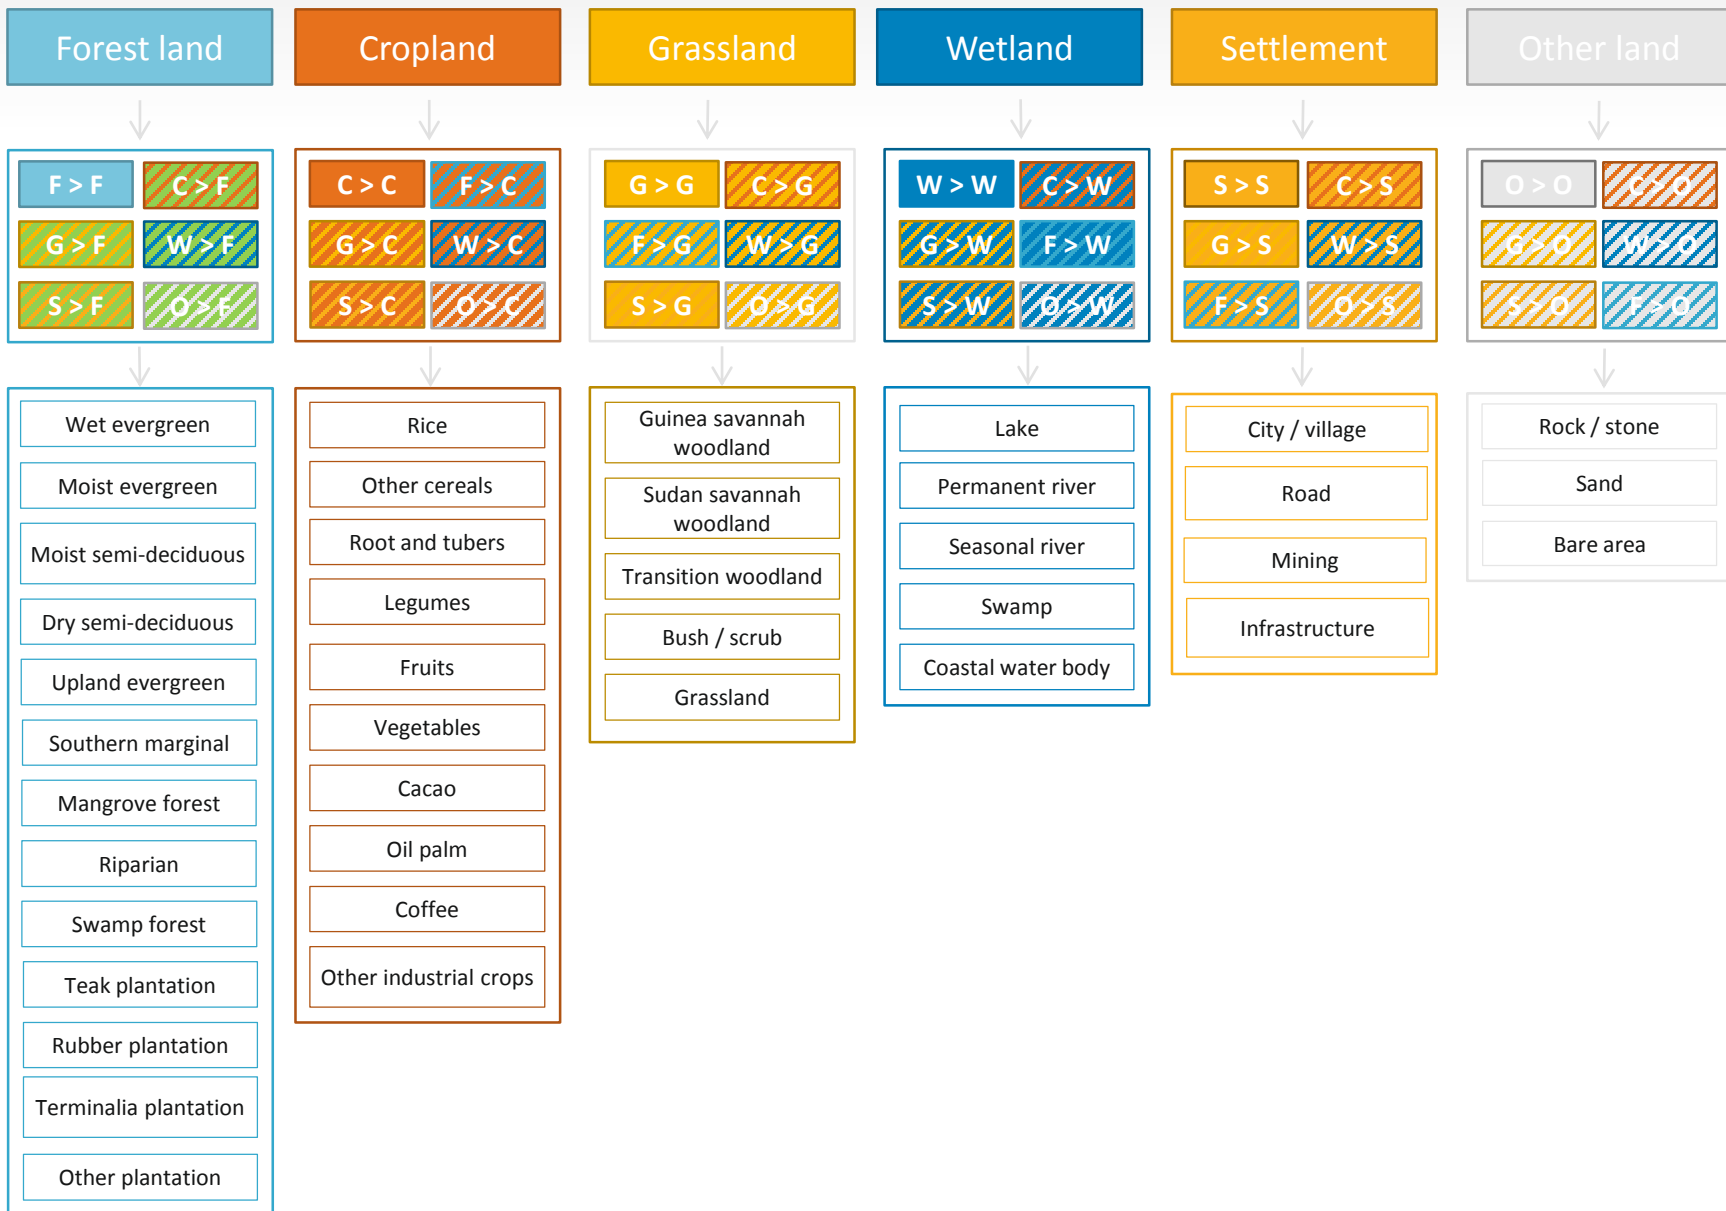 Forest land
Cropland
Grassland
Wetland
Settlement
Other land
F > F
C > F
G > F
W > F
S > F
O > F
C > C
F > C
G > C
W > C
S > C
O > C
G > G
C > G
F > G
W > G
S > G
O > G
W > W
C > W
G > W
F > W
S > W
O > W
S > S
C > S
G > S
W > S
F > S
O > S
O > O
C > O
G > O
W > O
S > O
F > O
Wet evergreen
Moist evergreen
Moist semi-deciduous
Dry semi-deciduous
Upland evergreen
Southern marginal
Mangrove forest
Riparian
Swamp forest
Teak plantation
Rubber plantation
Terminalia plantation
Other plantation
Rice
Other cereals
Root and tubers
Legumes
Fruits
Vegetables
Cacao
Oil palm
Coffee
Other industrial crops
Guinea savannah
woodland
Sudan savannah
woodland
Transition woodland
Bush / scrub
Grassland
Lake
Permanent river
Seasonal river
Swamp
Coastal water body
City / village
Road
Mining
Infrastructure
Rock / stone
Sand
Bare area